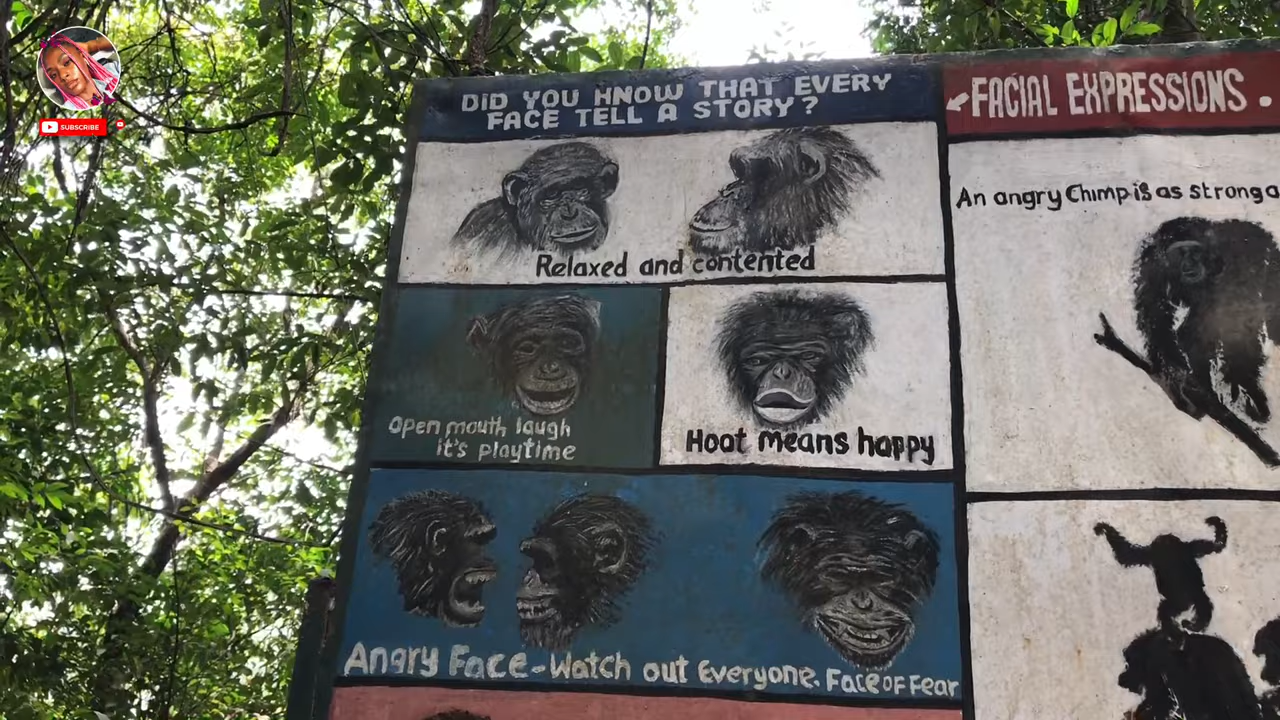 SUBSCRIBE
DID YOU KNOW THAT EVERY
FACE TELL A STORY?
FACIAL EXPRESSIONS.
Relaxed and contented
An angry Chimp is as strong a
Open mouth laugh
it's playtime
Hoot means happy
Angry Face-Watch out Everyone. Face of Fear